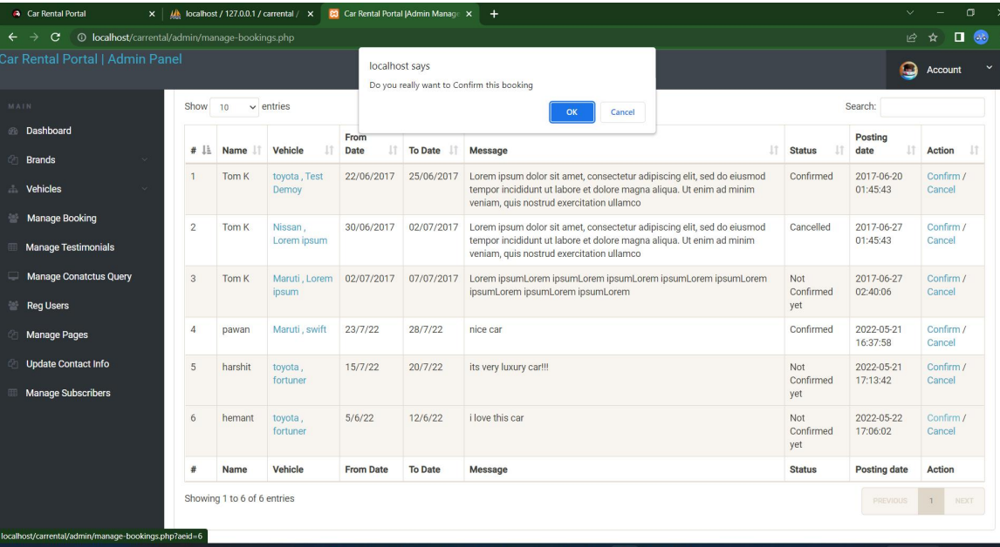 Car Rental Portal
localhost / 127.0.0.1 / carrental /
Car Rental Portal |Admin Manage
localhost/carrental/admin/manage-bookings.php
Car Rental Portal | Admin Panel
Account
localhost says
Do you really want to Confirm this booking
OK Cancel
MAIN
Dashboard
Brands
Vehicles
Manage Booking
Manage Testimonials
Manage Conatctus Query
Reg Users
Manage Pages
Update Contact Info
Manage Subscribers
Show 10 entries
Search:
# Name Vehicle From Date To Date Message Status Posting date Action
1 Tom K toyota , Test Demoy 22/06/2017 25/06/2017 Lorem ipsum dolor sit amet, consectetur adipiscing elit, sed do eiusmod
tempor incididunt ut labore et dolore magna aliqua. Ut enim ad minim
veniam, quis nostrud exercitation ullamco
Confirmed 2017-06-20 01:45:43 Confirm / Cancel
2 Tom K Nissan , Lorem ipsum 30/06/2017 02/07/2017 Lorem ipsum dolor sit amet, consectetur adipiscing elit, sed do eiusmod
tempor incididunt ut labore et dolore magna aliqua. Ut enim ad minim
veniam, quis nostrud exercitation ullamco
Cancelled 2017-06-27 01:45:43 Confirm / Cancel
3 Tom K Maruti , Lorem ipsum 02/07/2017 07/07/2017 Lorem ipsumLorem ipsumLorem ipsumLorem ipsumLorem ipsumLorem
ipsumLorem ipsumLorem ipsumLorem
Not Confirmed yet 2017-06-27 02:40:06 Confirm / Cancel
4 pawan Maruti , swift 23/7/22 28/7/22 nice car Confirmed 2022-05-21 16:37:58 Confirm / Cancel
5 harshit toyota , fortuner 15/7/22 20/7/22 its very luxury car!!! Not Confirmed yet 2022-05-21 17:13:42 Confirm / Cancel
6 hemant toyota , fortuner 5/6/22 12/6/22 i love this car Not Confirmed yet 2022-05-22 17:06:02 Confirm / Cancel
# Name Vehicle From Date To Date Message Status Posting date Action
Showing 1 to 6 of 6 entries
PREVIOUS 1 NEXT
localhost/carrental/admin/manage-bookings.php?aeid=6